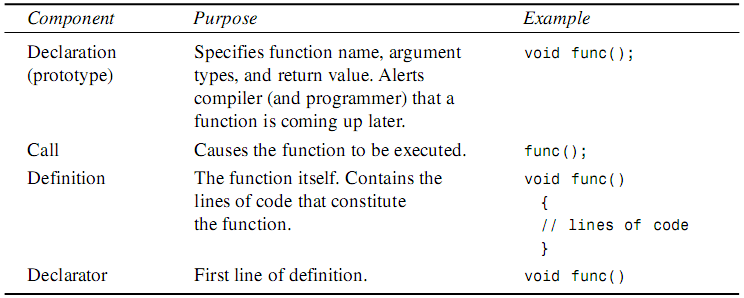 Component Purpose Example
Declaration Specifies function name, argument void func();
(prototype) types, and return value. Alerts
compiler (and programmer) that a
function is coming up later.
Call Causes the function to be executed. func();
Definition The function itself. Contains the void func()
lines of code that constitute {
the function. // lines of code
}
Declarator First line of definition. void func()